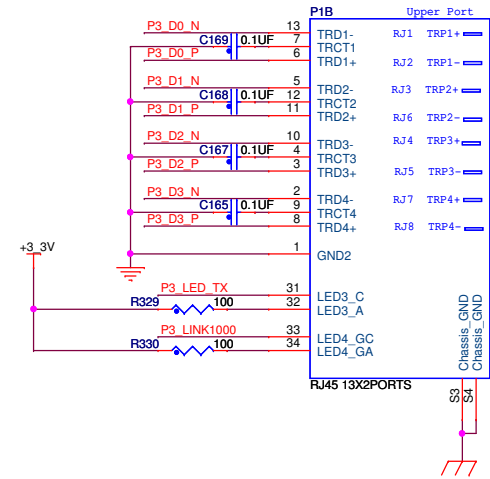 P1B Upper Port
P3_D0_N 13 TRD1- RJ1 TRP1+
C169 0.1UF 7 TRCT1
P3_D0_P 6 TRD1+ RJ2 TRP1-
P3_D1_N 5 TRD2- RJ3 TRP2+
C168 0.1UF 12 TRCT2
P3_D1_P 11 TRD2+ RJ6 TRP2-
P3_D2_N 10 TRD3- RJ4 TRP3+
C167 0.1UF 4 TRCT3
P3_D2_P 3 TRD3+ RJ5 TRP3-
P3_D3_N 2 TRD4- RJ7 TRP4+
C165 0.1UF 9 TRCT4
P3_D3_P 8 TRD4+ RJ8 TRP4-
+3_3V 1 GND2
P3_LED_TX 31 LED3_C
R329 100 32 LED3_A
P3_LINK1000 33 LED4_GC
R330 100 34 LED4_GA
Chassis_GND
Chassis_GND
RJ45 13X2PORTS
S3
S4